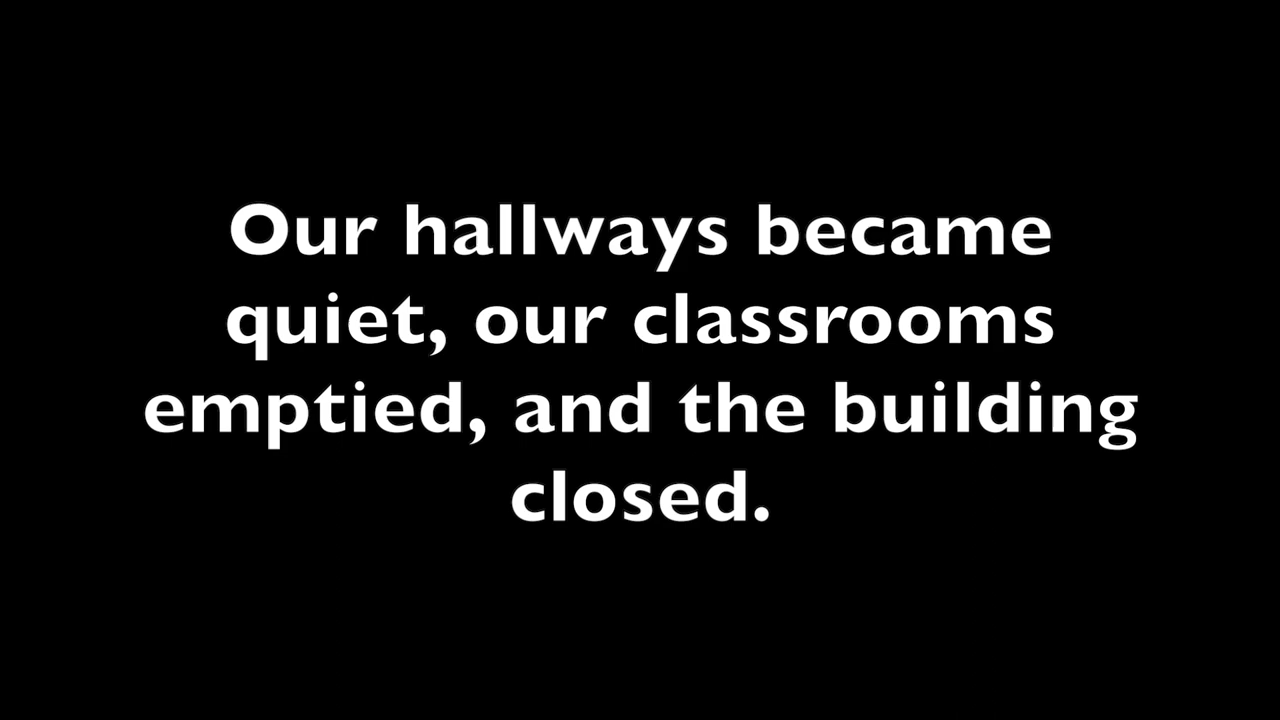 Our hallways became
quiet, our classrooms
emptied, and the building
closed.